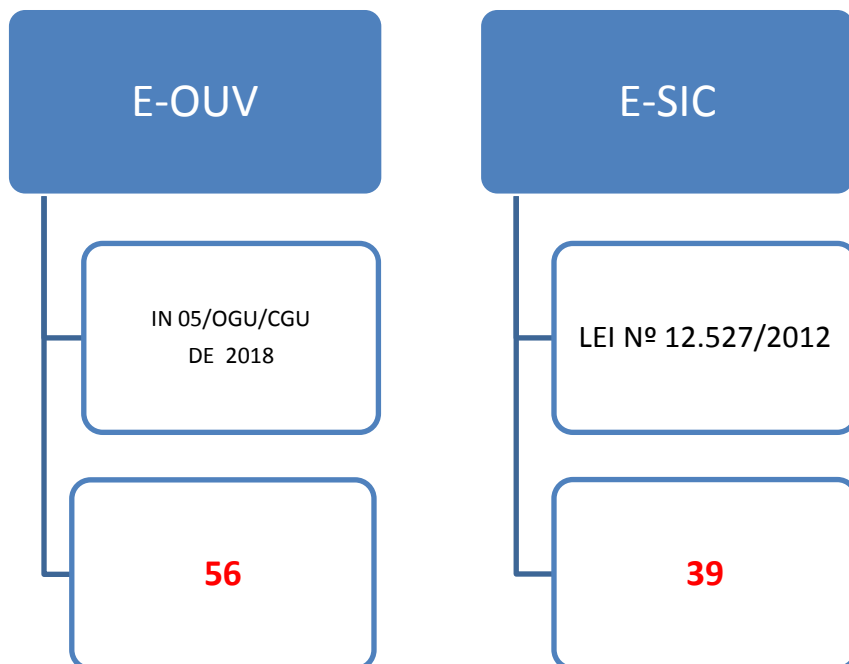 E-OUV
IN 05/OGU/CGU
DE 2018
56
E-SIC
LEI Nº 12.527/2012
39